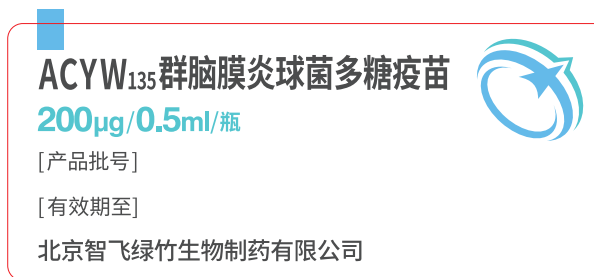 ACYW135群脑膜炎球菌多糖疫苗
200μg/0.5ml/瓶
[产品批号]
[有效期至]
北京智飞绿竹生物制药有限公司